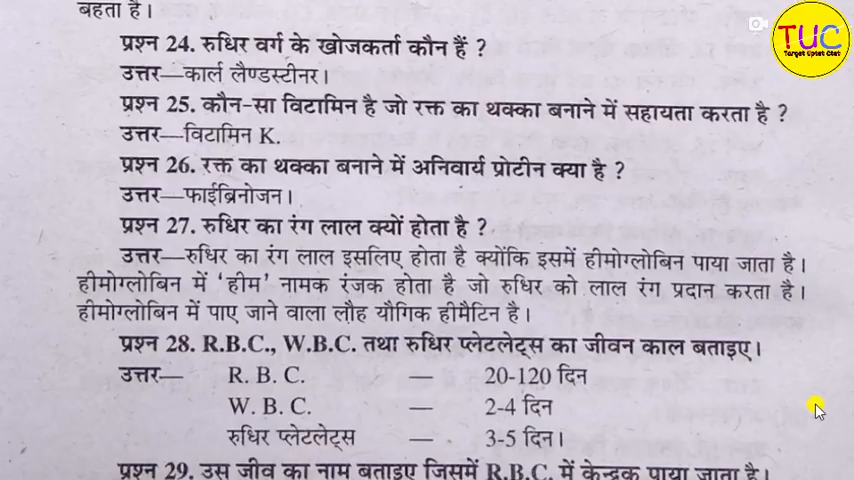 बहता है।
प्रश्न 24. रुधिर वर्ग के खोजकर्ता कौन हैं ?
उत्तर—कार्ल लैण्डस्टीनर।
प्रश्न 25. कौन-सा विटामिन है जो रक्त का थक्का बनाने में सहायता करता है ?
उत्तर—विटामिन K.
प्रश्न 26. रक्त का थक्का बनाने में अनिवार्य प्रोटीन क्या है ?
उत्तर—फाईब्रिनोजन।
प्रश्न 27. रुधिर का रंग लाल क्यों होता है ?
उत्तर—रुधिर का रंग लाल इसलिए होता है क्योंकि इसमें हीमोग्लोबिन पाया जाता है।
हीमोग्लोबिन में ‘हीम’ नामक रंजक होता है जो रुधिर को लाल रंग प्रदान करता है।
हीमोग्लोबिन में पाए जाने वाला लौह यौगिक हीमैटिन है।
प्रश्न 28. R.B.C., W.B.C. तथा रुधिर प्लेटलेट्स का जीवन काल बताइए।
उत्तर— R. B. C. — 20-120 दिन
W. B. C. — 2-4 दिन
रुधिर प्लेटलेट्स — 3-5 दिन।
प्रश्न 29. उस जीव का नाम बताइए जिसमें R.B.C. में केन्द्रक पाया जाता है।
TUC
Target Uptet Ctet